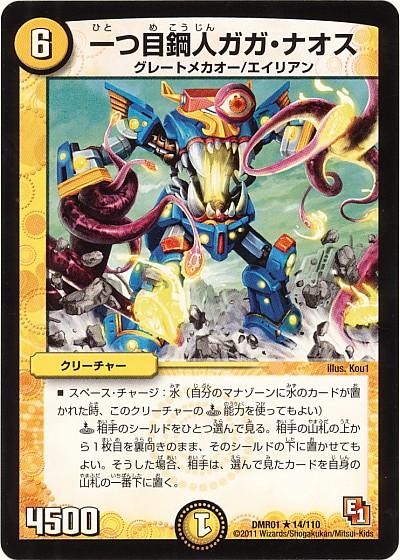 6
一つ目鋼人ガガ・ナオス
グレートメカオー/エイリアン
illus. Kou1
クリーチャー
■ スペース・チャージ:水(自分のマナゾーンに水のカードが置
かれた時、このクリーチャーの 能力を使ってもよい)
相手のシールドをひとつ選んで見る。相手の山札の上か
ら1枚目を裏向きのまま、そのシールドの下に置かせてもよ
い。そうした場合、相手は、選んで見たカードを自身の
山札の一番下に置く。
4500
1
E1
DMR01 ★ 14/110
©2011 Wizards/Shogakukan/Mitsui-Kids